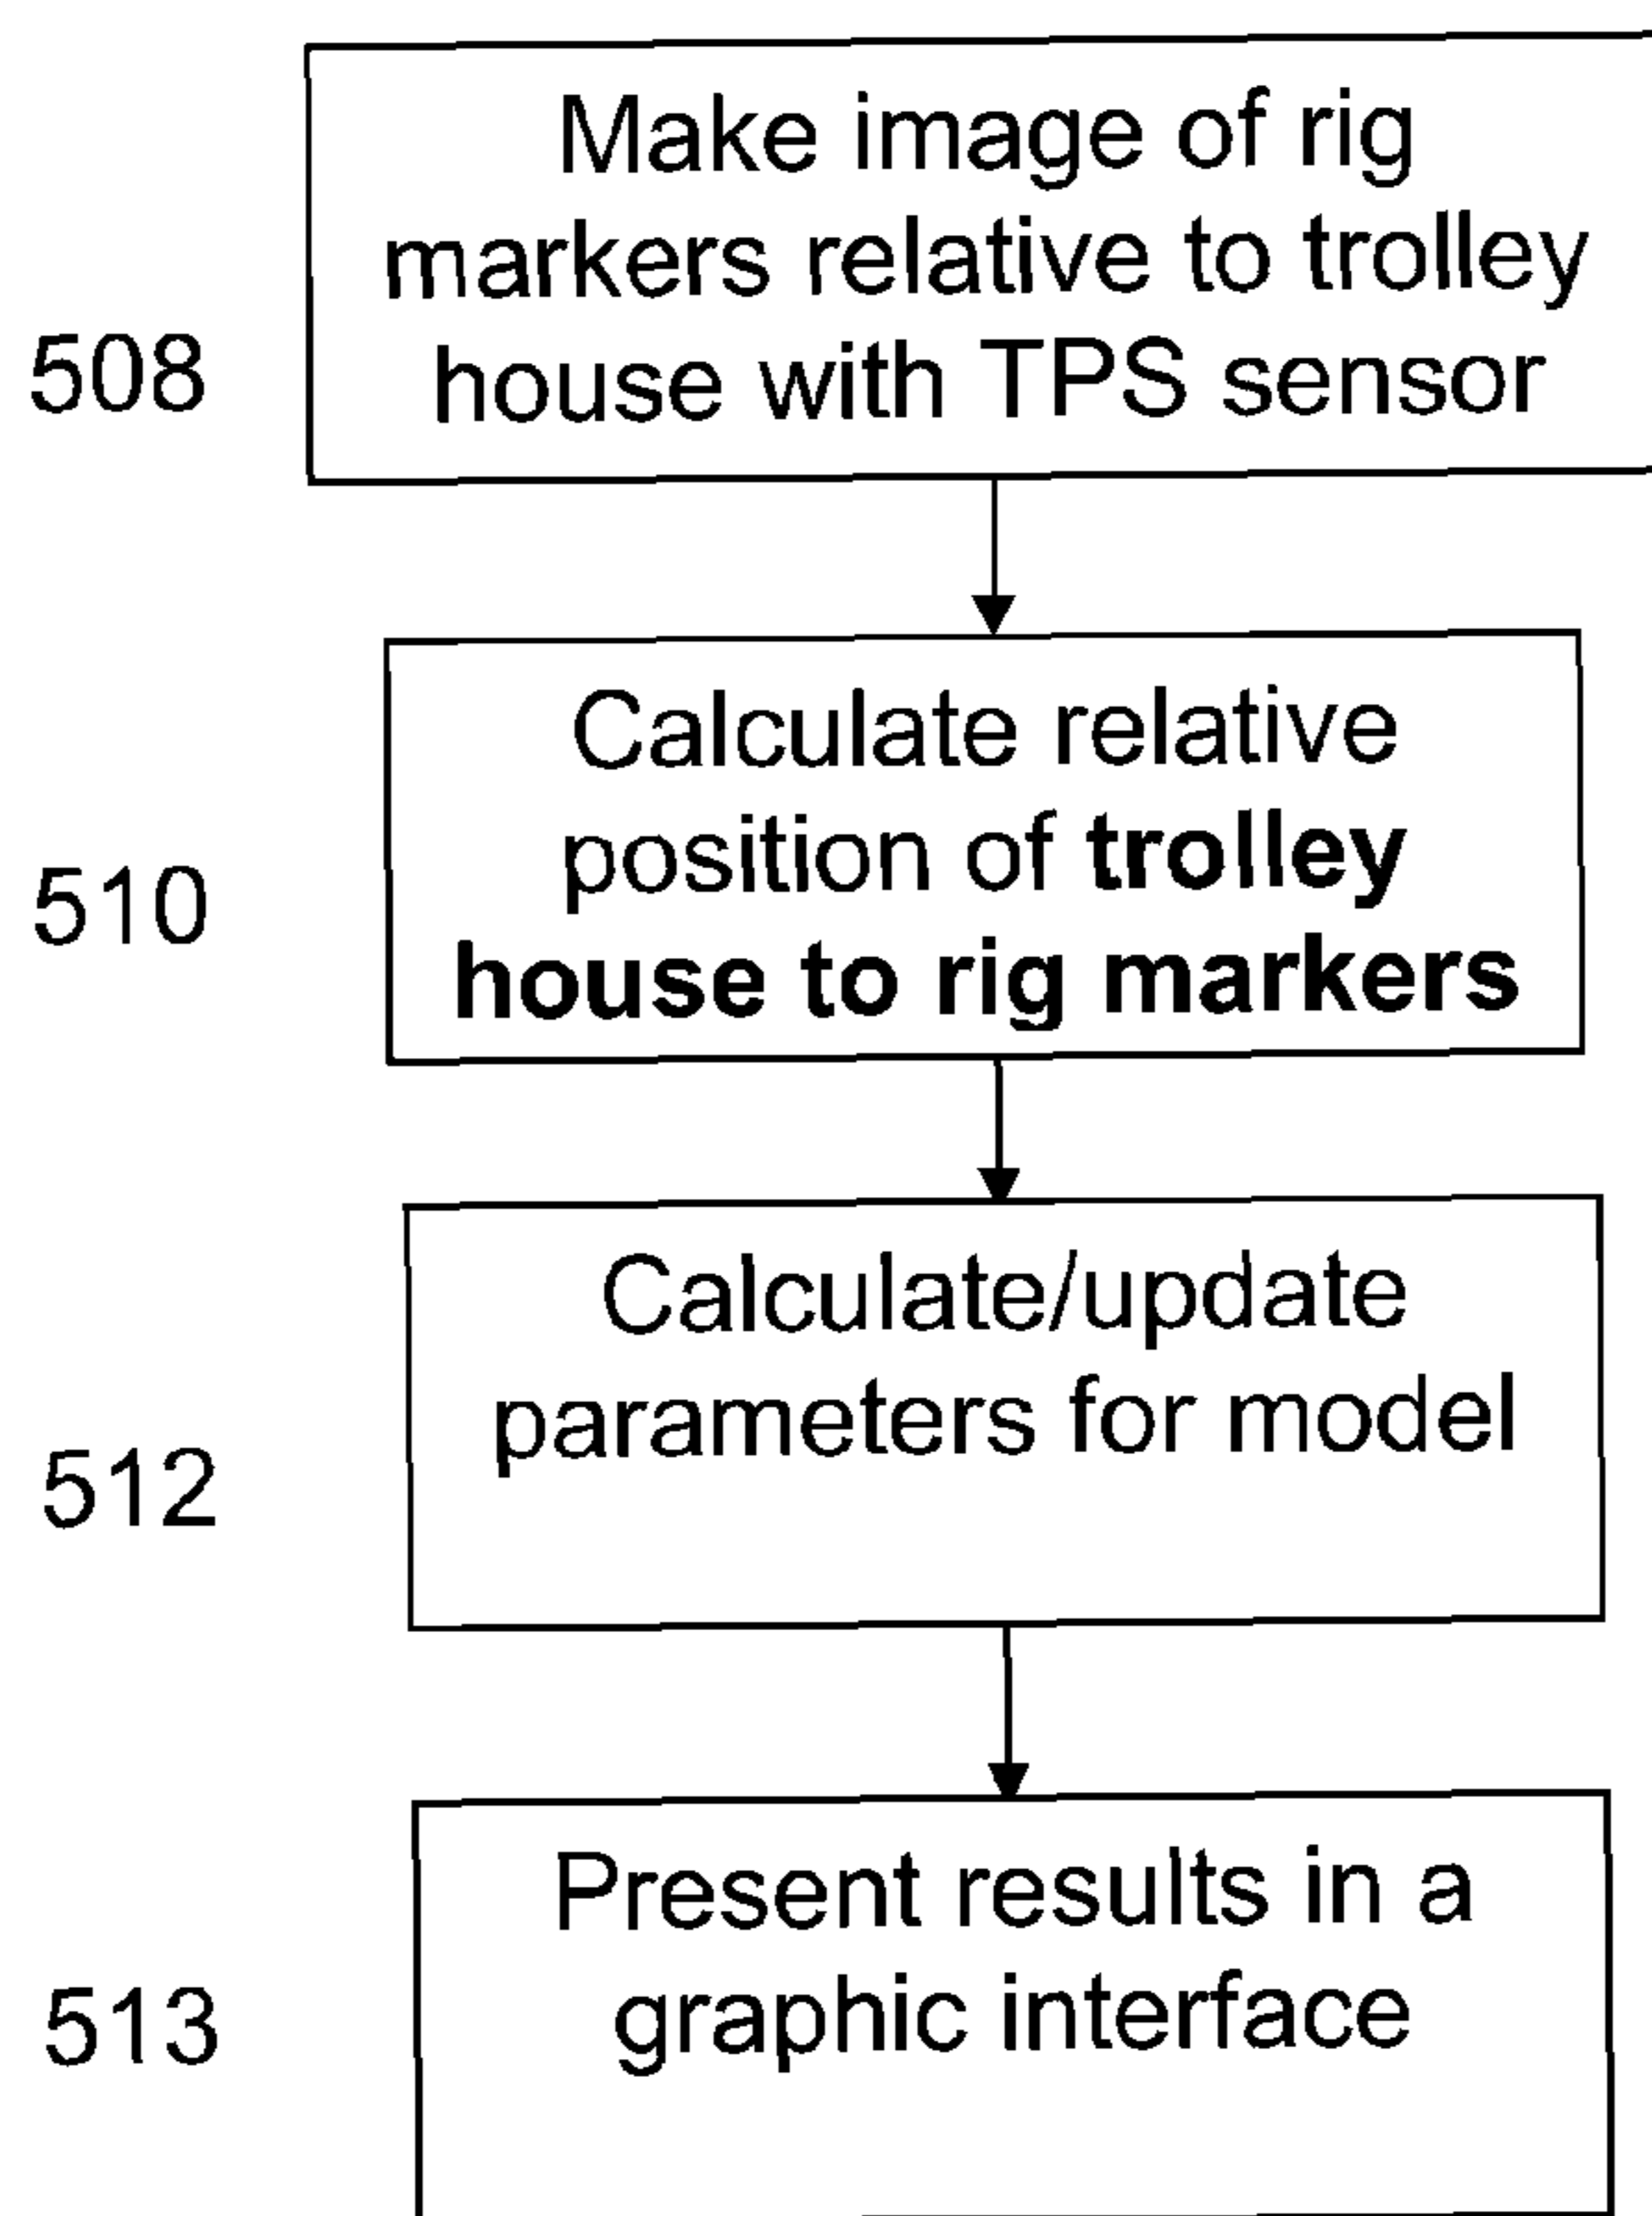 Make image of rig
markers relative to trolley
508
house with TPS sensor
Calculate relative
position of trolley
510
house to rig markers
Calculate/update
parameters for model
512
Present results in a
graphic interface
513